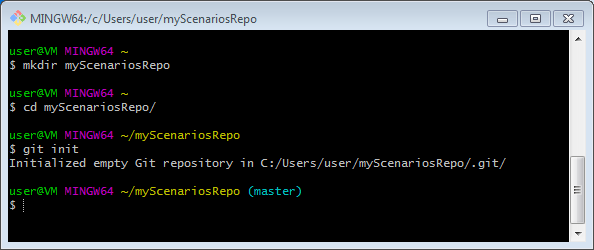 MINGW64:/c/Users/user/myScenariosRepo
user@VM MINGW64 ~
$ mkdir myScenariosRepo
user@VM MINGW64 ~
$ cd myScenariosRepo/
user@VM MINGW64 ~/myScenariosRepo
$ git init
Initialized empty Git repository in C:/Users/user/myScenariosRepo/.git/
user@VM MINGW64 ~/myScenariosRepo (master)
$